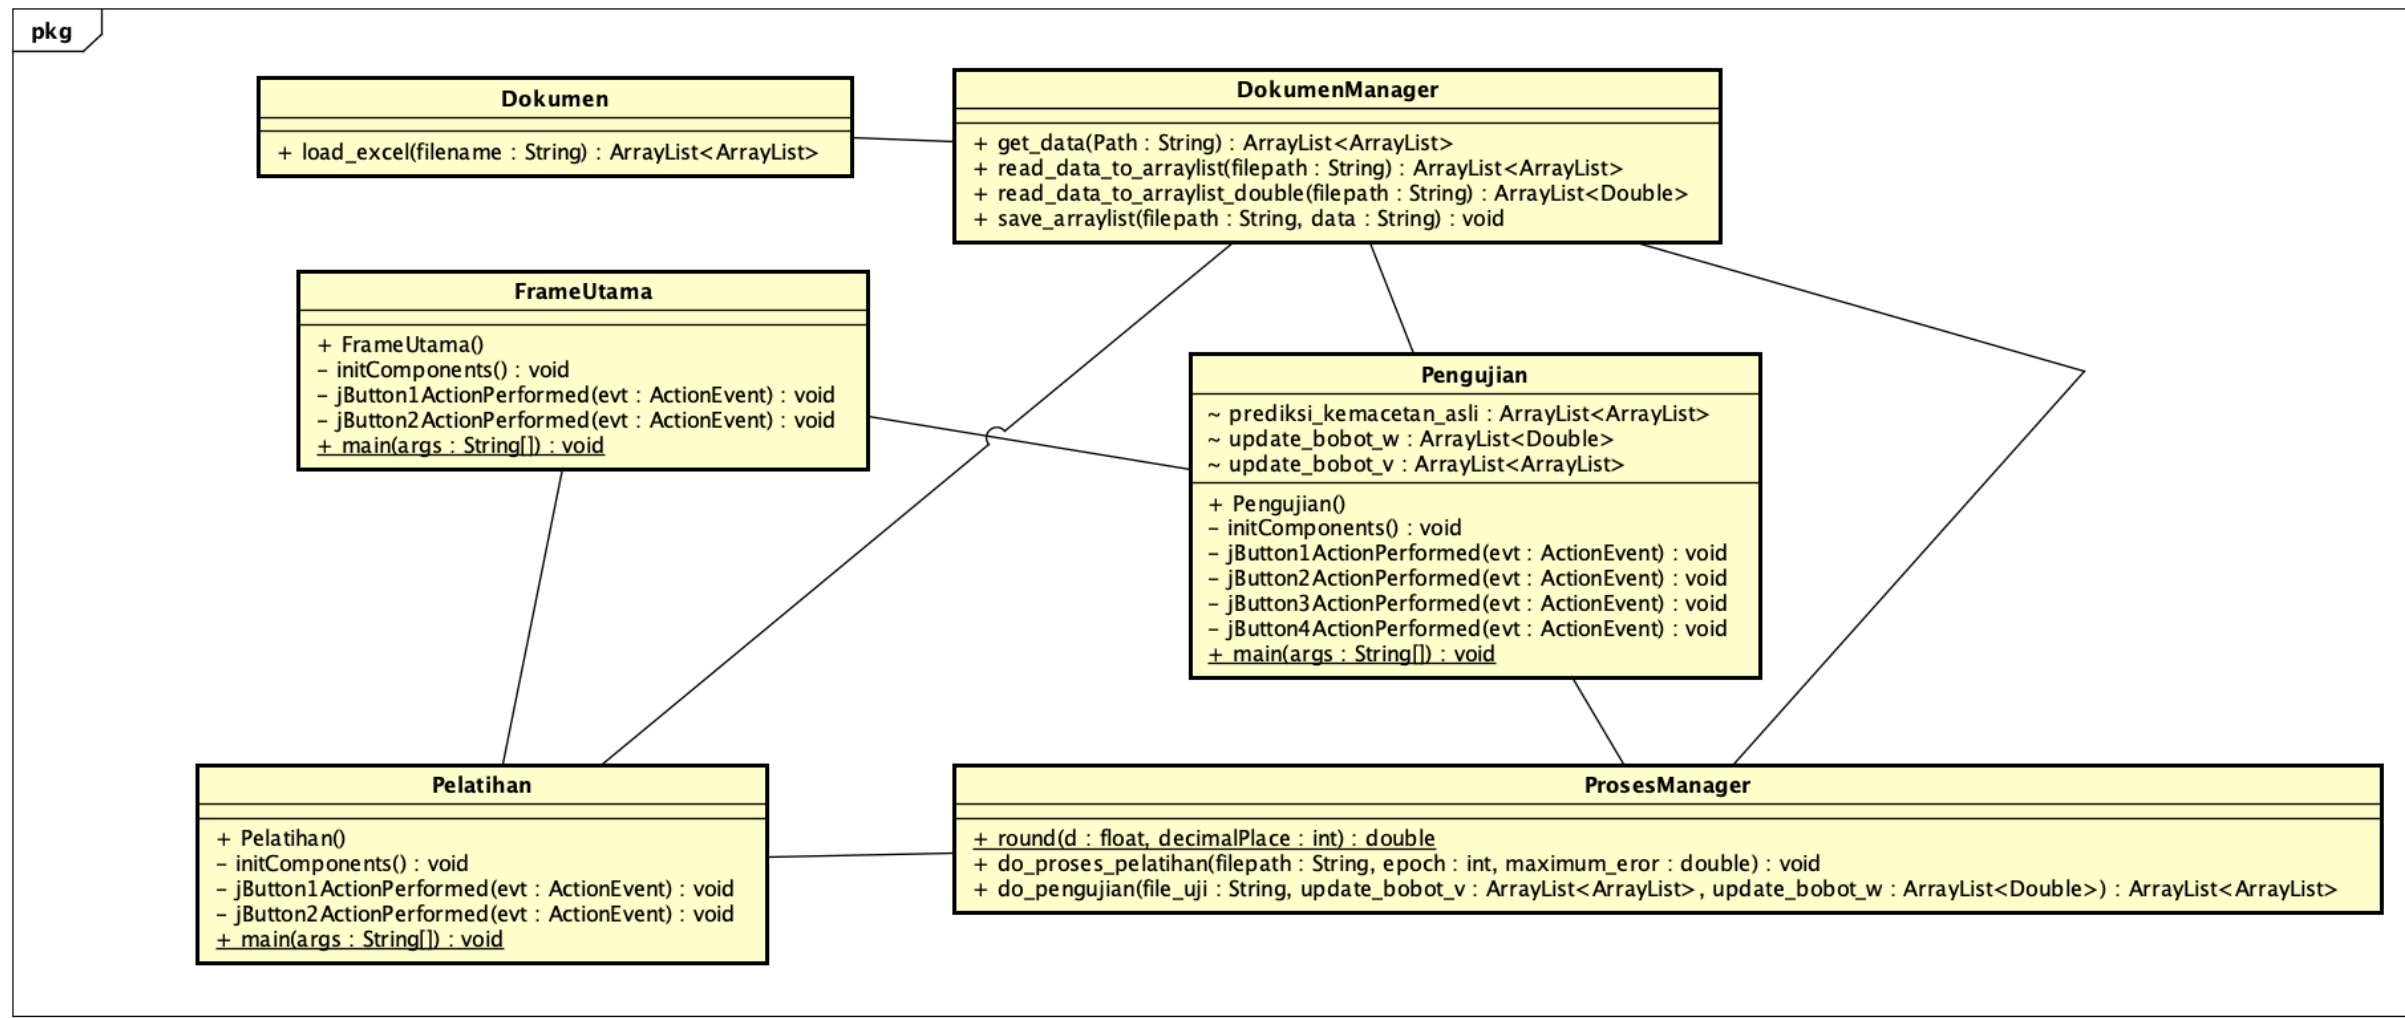 pkg
Dokumen
+ load_excel(filename : String) : ArrayList<ArrayList>
DokumenManager
+ get_data(Path : String) : ArrayList<ArrayList>
+ read_data_to_arraylist(filepath : String) : ArrayList<ArrayList>
+ read_data_to_arraylist_double(filepath : String) : ArrayList<Double>
+ save_arraylist(filepath : String, data : String) : void
FrameUtama
+ FrameUtama()
- initComponents() : void
- jButton1ActionPerformed(evt : ActionEvent) : void
- jButton2ActionPerformed(evt : ActionEvent) : void
+ main(args : String[]) : void
Pengujian
~ prediksi_kemacetan_asli : ArrayList<ArrayList>
~ update_bobot_w : ArrayList<Double>
~ update_bobot_v : ArrayList<ArrayList>
+ Pengujian()
- initComponents() : void
- jButton1ActionPerformed(evt : ActionEvent) : void
- jButton2ActionPerformed(evt : ActionEvent) : void
- jButton3ActionPerformed(evt : ActionEvent) : void
- jButton4ActionPerformed(evt : ActionEvent) : void
+ main(args : String[]) : void
Pelatihan
+ Pelatihan()
- initComponents() : void
- jButton1ActionPerformed(evt : ActionEvent) : void
- jButton2ActionPerformed(evt : ActionEvent) : void
+ main(args : String[]) : void
ProsesManager
+ round(d : float, decimalPlace : int) : double
+ do_proses_pelatihan(filepath : String, epoch : int, maximum_eror : double) : void
+ do_pengujian(file_uji : String, update_bobot_v : ArrayList<ArrayList>, update_bobot_w : ArrayList<Double>) : ArrayList<ArrayList>